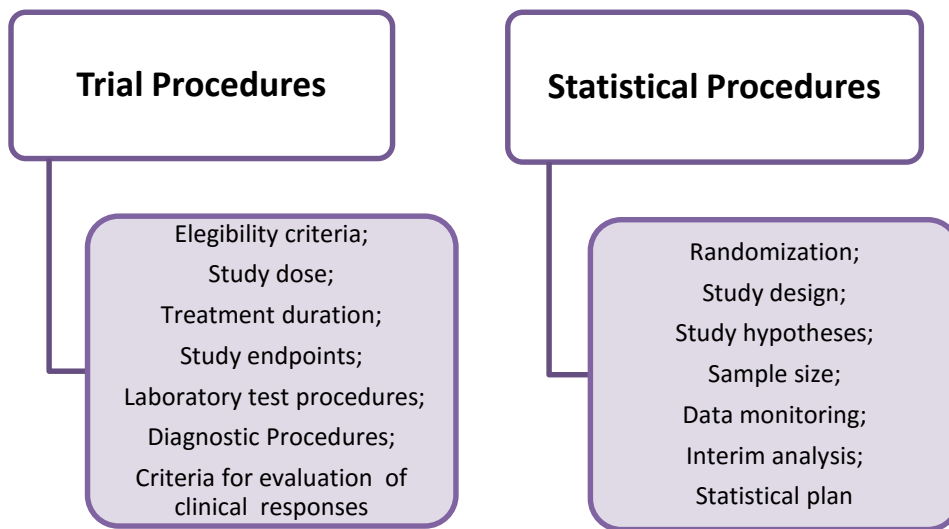 Trial Procedures
Elegibility criteria;
Study dose;
Treatment duration;
Study endpoints;
Laboratory test procedures;
Diagnostic Procedures;
Criteria for evaluation of
clinical responses
Statistical Procedures
Randomization;
Study design;
Study hypotheses;
Sample size;
Data monitoring;
Interim analysis;
Statistical plan